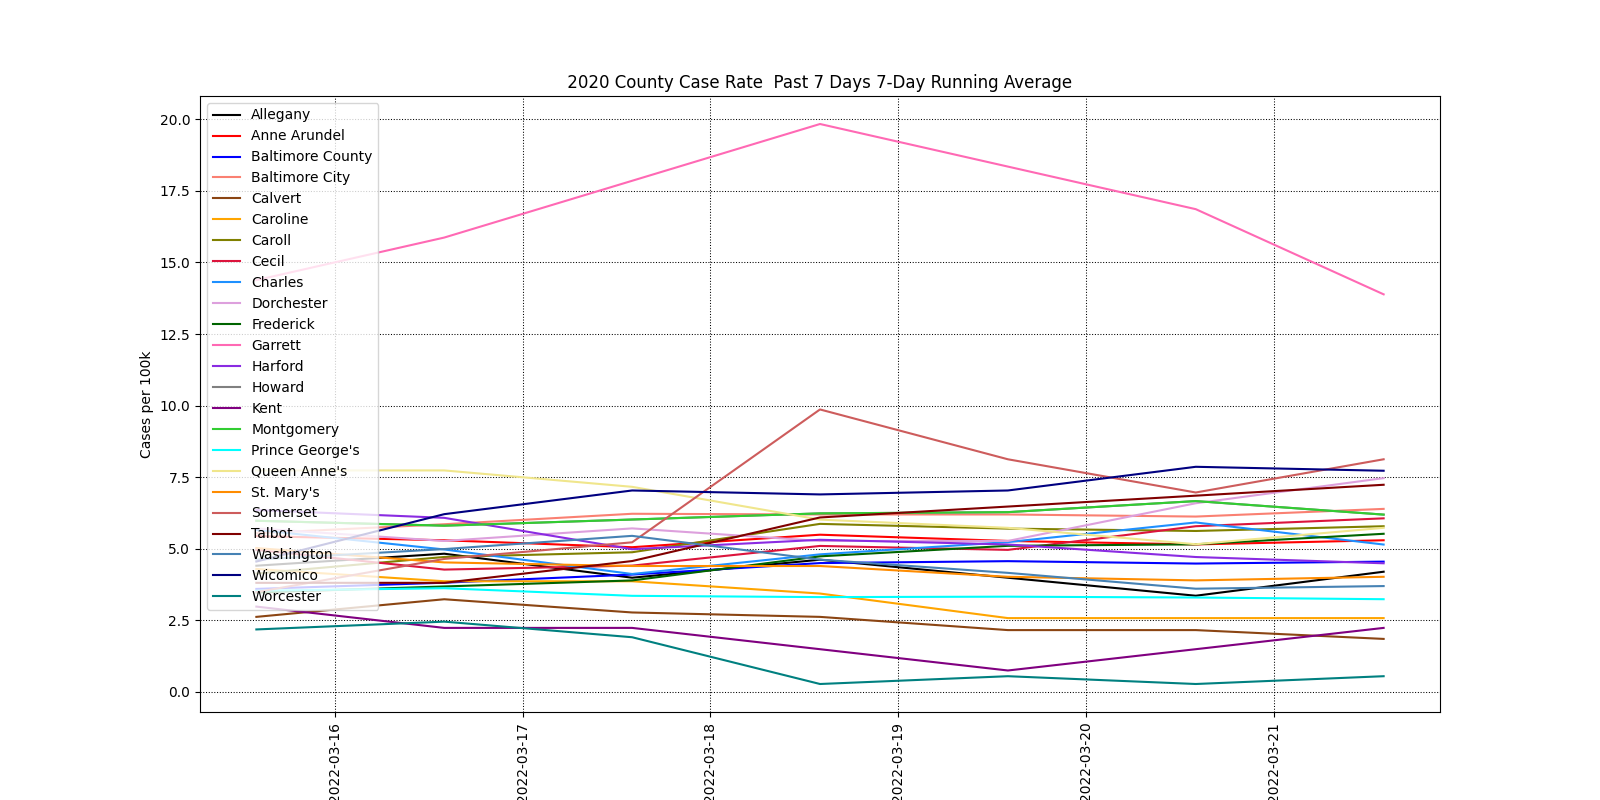 2020 County Case Rate  Past 7 Days 7-Day Running Average
Cases per 100k
20.0
17.5
15.0
12.5
10.0
7.5
5.0
2.5
0.0
Allegany
Anne Arundel
Baltimore County
Baltimore City
Calvert
Caroline
Caroll
Cecil
Charles
Dorchester
Frederick
Garrett
Harford
Howard
Kent
Montgomery
Prince George's
Queen Anne's
St. Mary's
Somerset
Talbot
Washington
Wicomico
Worcester
2022-03-16
2022-03-17
2022-03-18
2022-03-19
2022-03-20
2022-03-21